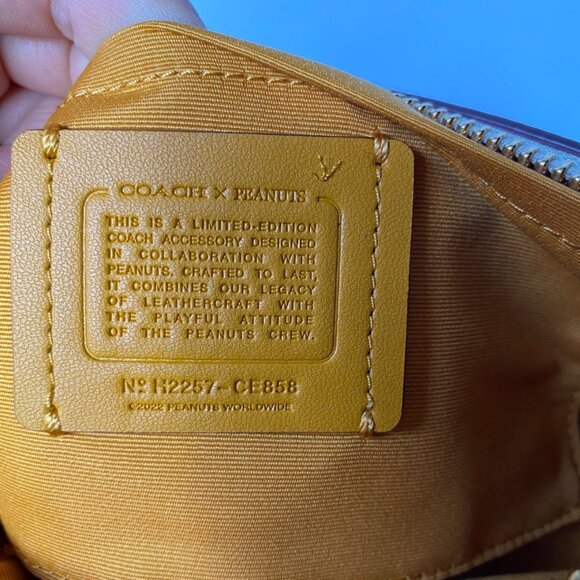 COACH × PEANUTS
THIS IS A LIMITED-EDITION
COACH ACCESSORY DESIGNED
IN COLLABORATION WITH
PEANUTS. CRAFTED TO LAST,
IT COMBINES OUR LEGACY
OF LEATHERCRAFT WITH
THE PLAYFUL ATTITUDE
OF THE PEANUTS CREW.
Nº H2257-CE858
© 2022 PEANUTS WORLDWIDE